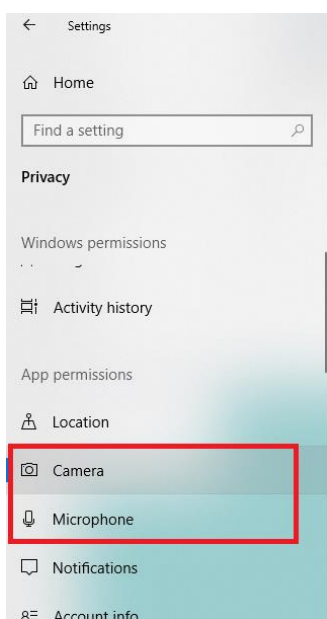 Settings
Home
Find a setting
Privacy
Windows permissions
Activity history
App permissions
Location
Camera
Microphone
Notifications
Account info